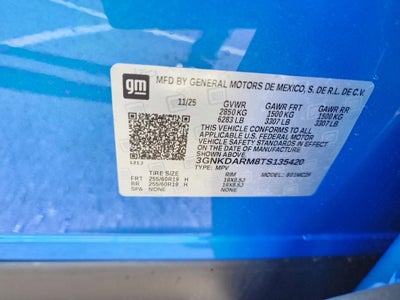 gm
MFD BY GENERAL MOTORS DE MEXICO, S. DE R.L. DE C.V.
11/25 GVWR GAWR FRT GAWR RR
2850 KG 1500 KG 1500 KG
6283 LB 3307 LB 3307 LB
THIS VEHICLE CONFORMS TO ALL
APPLICABLE U.S. FEDERAL MOTOR
VEHICLE SAFETY STANDARDS IN
EFFECT ON THE DATE OF MANUFACTURE
SHOWN ABOVE.
3GNKDARM8TS135420
TYPE: MPV
TIRE SIZE RIM MODEL:
FRT 255/60R19 H 19X8.5J
RR 255/60R19 H 19X8.5J
SPA NONE NONE